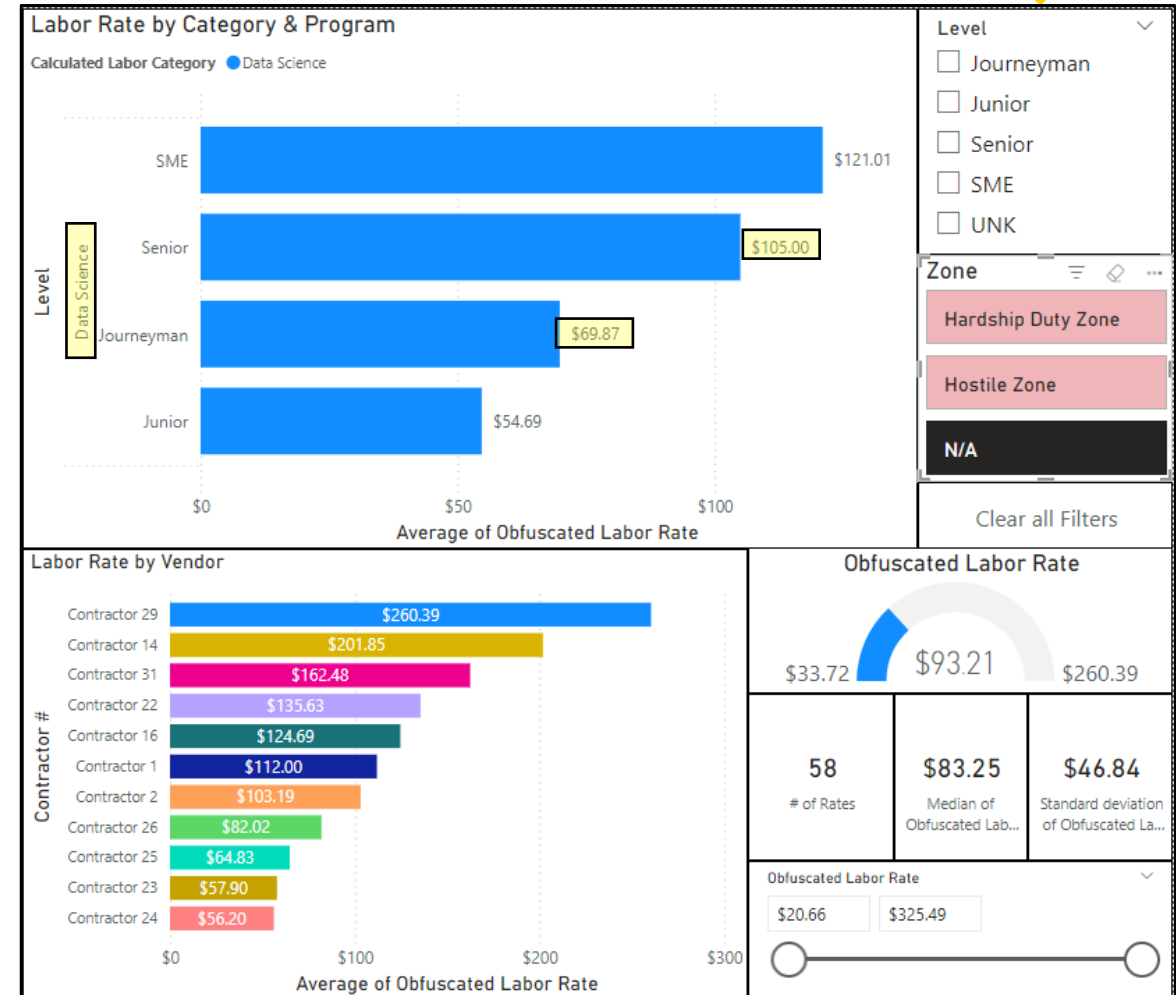 Labor Rate by Category & Program
Calculated Labor Category Data Science
Level
Data Science
SME
$121.01
Senior
$105.00
Journeyman
$69.87
Junior
$54.69
$0 $50 $100
Average of Obfuscated Labor Rate
Level
Journeyman
Junior
Senior
SME
UNK
Zone
Hardship Duty Zone
Hostile Zone
N/A
Clear all Filters
Labor Rate by Vendor
Contractor #
Contractor 29 $260.39
Contractor 14 $201.85
Contractor 31 $162.48
Contractor 22 $135.63
Contractor 16 $124.69
Contractor 1 $112.00
Contractor 2 $103.19
Contractor 26 $82.02
Contractor 25 $64.83
Contractor 23 $57.90
Contractor 24 $56.20
$0 $100 $200 $300
Average of Obfuscated Labor Rate
Obfuscated Labor Rate
$33.72 $93.21 $260.39
58
# of Rates
$83.25
Median of
Obfuscated Lab...
$46.84
Standard deviation
of Obfuscated La...
Obfuscated Labor Rate
$20.66 $325.49